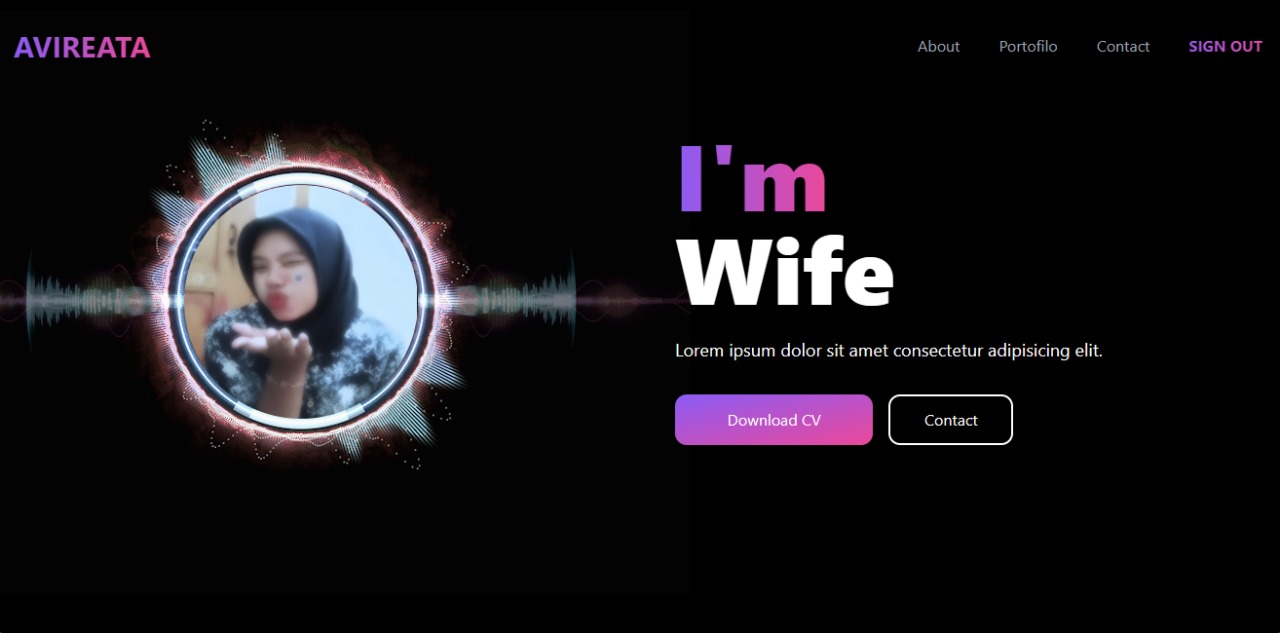 AVIREATA
About Portofilo Contact SIGN OUT
I'm
Wife
Lorem ipsum dolor sit amet consectetur adipisicing elit.
Download CV Contact